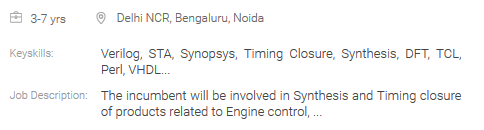 3-7 yrs Delhi NCR, Bengaluru, Noida
Keyskills: Verilog, STA, Synopsys, Timing Closure, Synthesis, DFT, TCL,
Perl, VHDL...
Job Description: The incumbent will be involved in Synthesis and Timing closure
of products related to Engine control, ...